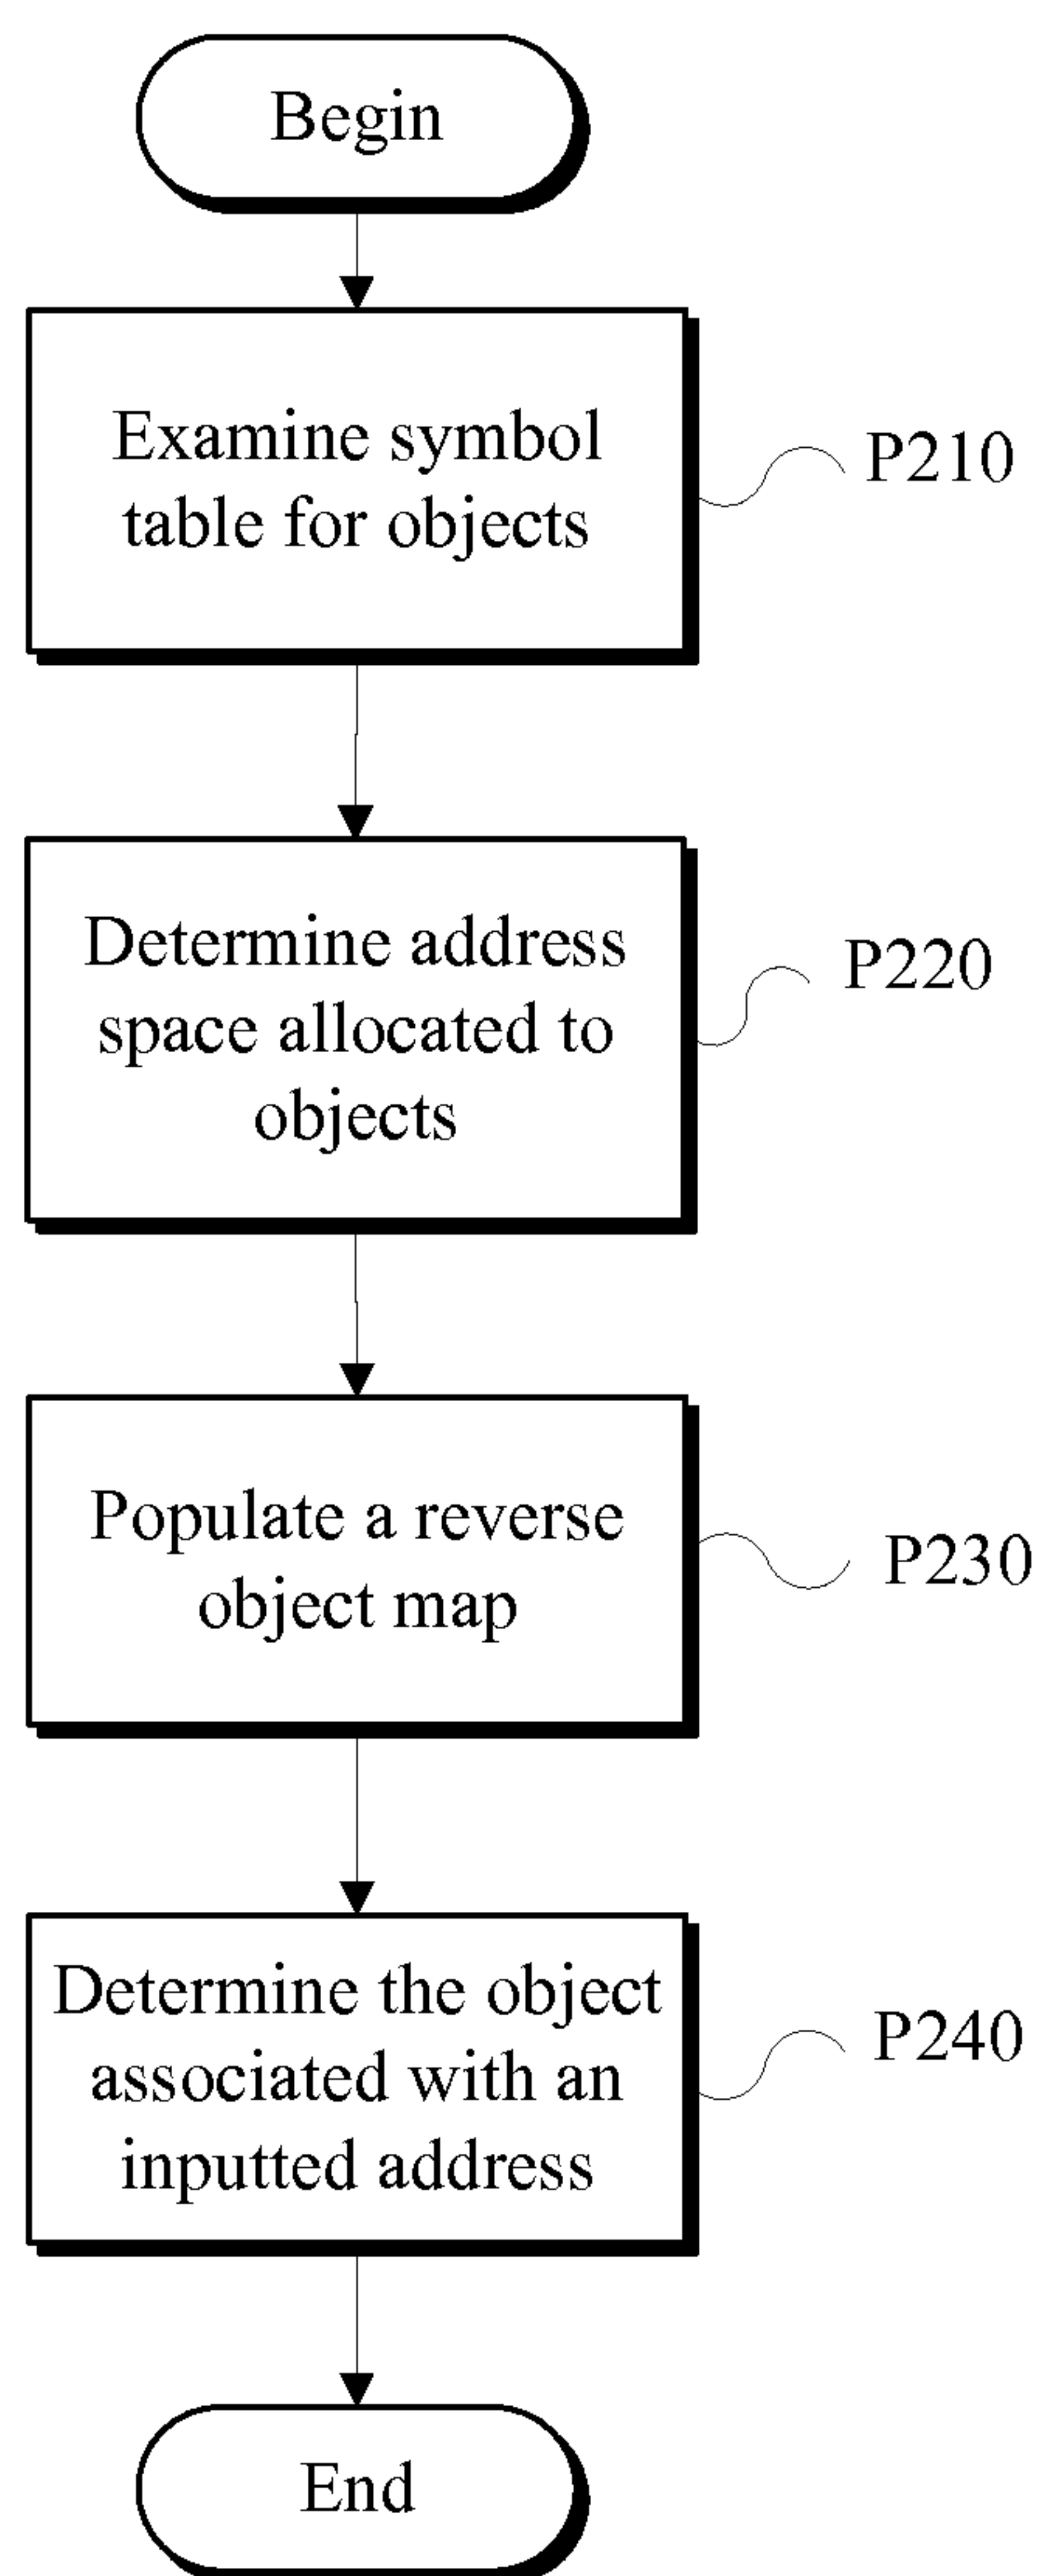 Begin
Examine symbol
table for objects
P210
Determine address
space allocated to
objects
P220
Populate a reverse
object map
P230
Determine the object
associated with an
inputted address
P240
End